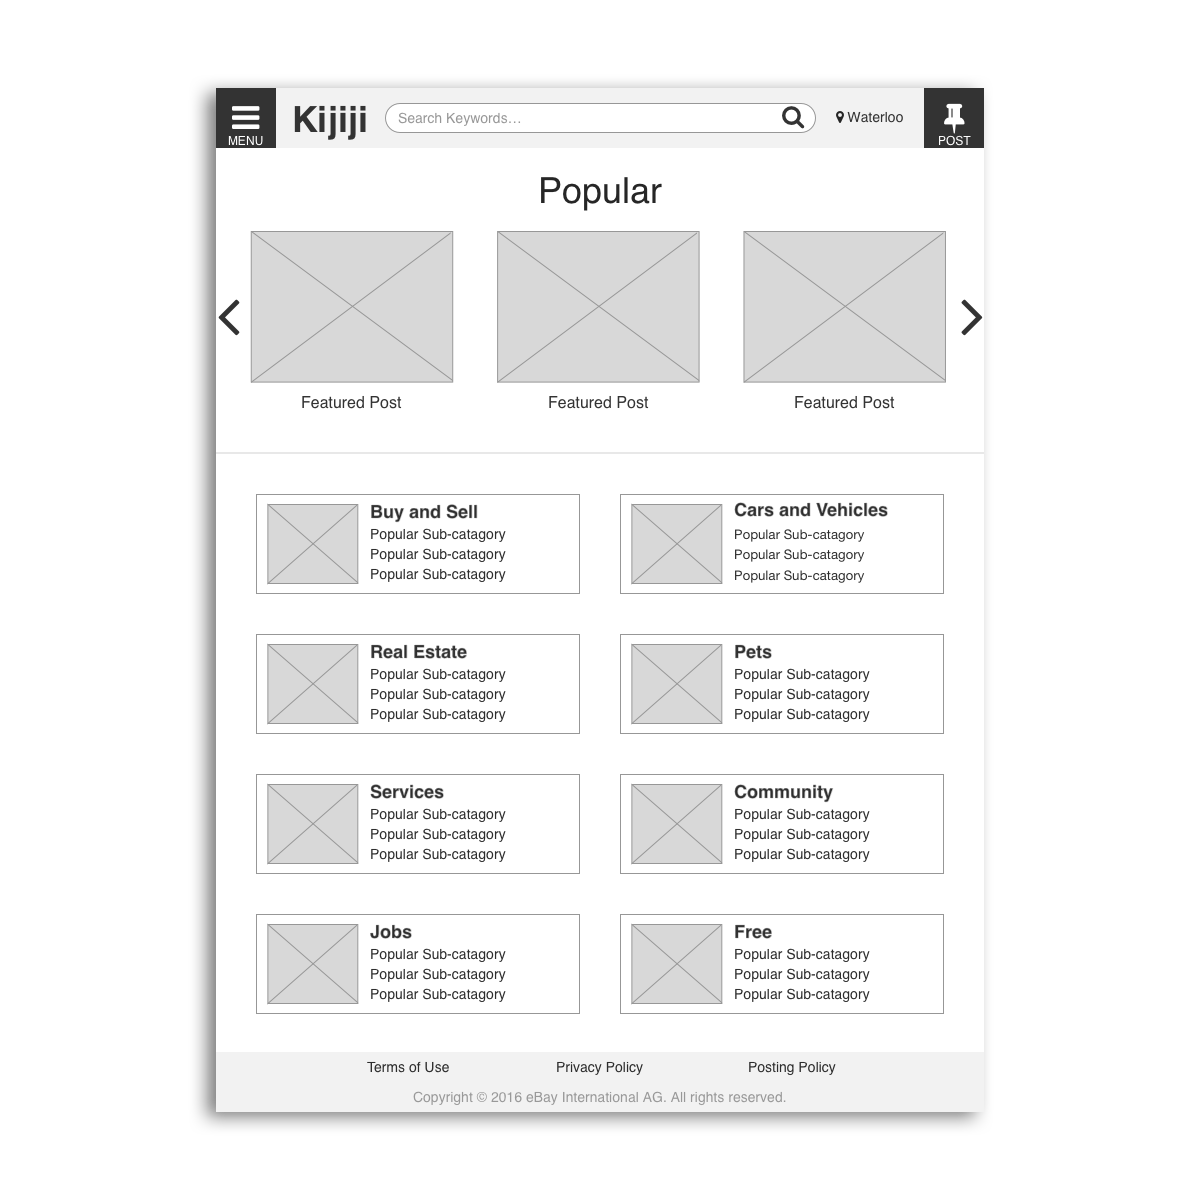 MENU
Kijiji
Search Keywords...
Waterloo
POST
Popular
Featured Post
Featured Post
Featured Post
Buy and Sell
Popular Sub-catagory
Popular Sub-catagory
Popular Sub-catagory
Cars and Vehicles
Popular Sub-catagory
Popular Sub-catagory
Popular Sub-catagory
Real Estate
Popular Sub-catagory
Popular Sub-catagory
Popular Sub-catagory
Pets
Popular Sub-catagory
Popular Sub-catagory
Popular Sub-catagory
Services
Popular Sub-catagory
Popular Sub-catagory
Popular Sub-catagory
Community
Popular Sub-catagory
Popular Sub-catagory
Popular Sub-catagory
Jobs
Popular Sub-catagory
Popular Sub-catagory
Popular Sub-catagory
Free
Popular Sub-catagory
Popular Sub-catagory
Popular Sub-catagory
Terms of Use
Privacy Policy
Posting Policy
Copyright © 2016 eBay International AG. All rights reserved.